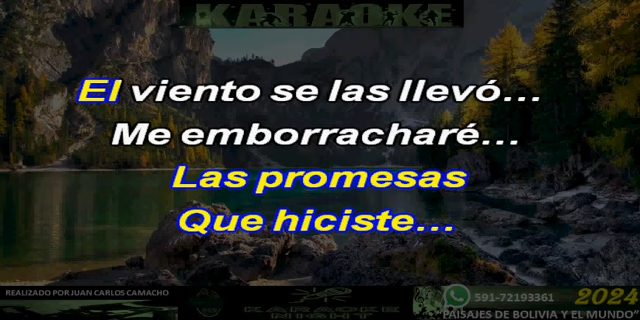 KARAOKE
El viento se las llevó...
Me emborracharé...
Las promesas
Que hiciste...
REALIZADO POR JUAN CARLOS CAMACHO
KARAOKE
591-72193361
2024
PAISAJES DE BOLIVIA Y EL MUNDO"